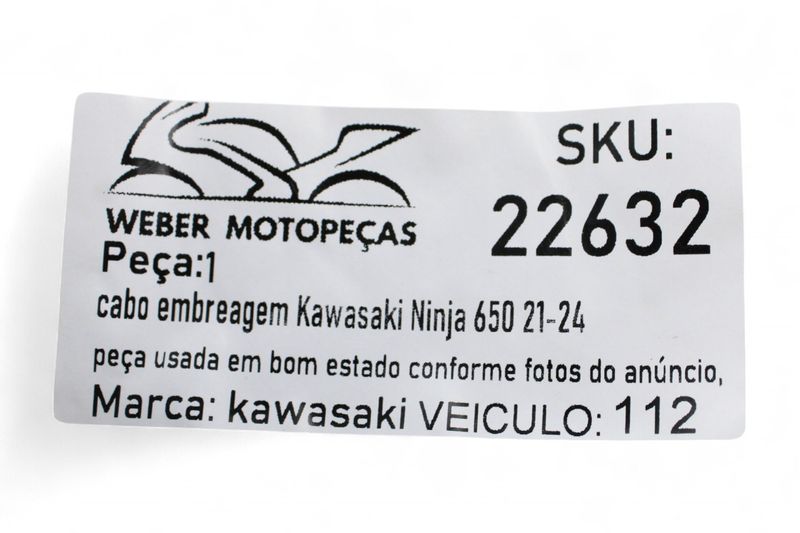 WEBER MOTOPEÇAS
SKU:
22632
Peça:1
cabo embreagem Kawasaki Ninja 650 21-24
peça usada em bom estado conforme fotos do anúncio,
Marca: kawasaki VEICULO: 112